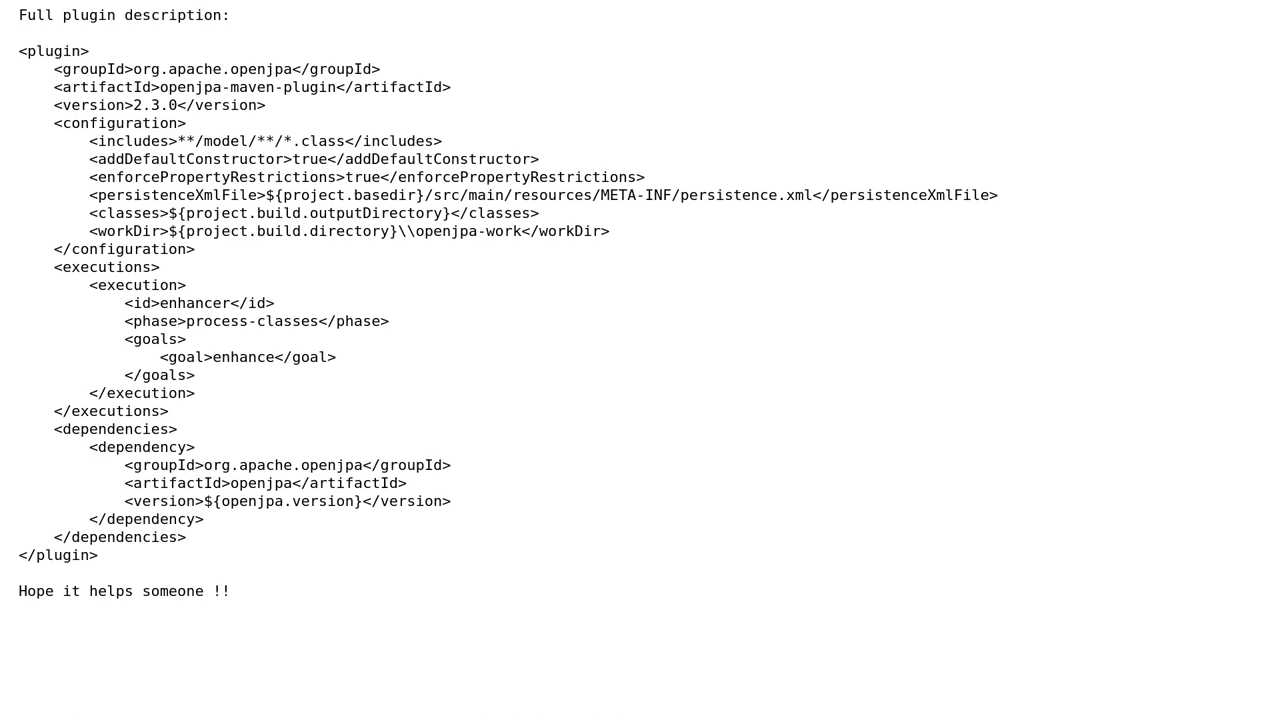 Full plugin description:

<plugin>
    <groupId>org.apache.openjpa</groupId>
    <artifactId>openjpa-maven-plugin</artifactId>
    <version>2.3.0</version>
    <configuration>
        <includes>**/model/**/*.class</includes>
        <addDefaultConstructor>true</addDefaultConstructor>
        <enforcePropertyRestrictions>true</enforcePropertyRestrictions>
        <persistenceXmlFile>${project.basedir}/src/main/resources/META-INF/persistence.xml</persistenceXmlFile>
        <classes>${project.build.outputDirectory}</classes>
        <workDir>${project.build.directory}\\openjpa-work</workDir>
    </configuration>
    <executions>
        <execution>
            <id>enhancer</id>
            <phase>process-classes</phase>
            <goals>
                <goal>enhance</goal>
            </goals>
        </execution>
    </executions>
    <dependencies>
        <dependency>
            <groupId>org.apache.openjpa</groupId>
            <artifactId>openjpa</artifactId>
            <version>${openjpa.version}</version>
        </dependency>
    </dependencies>
</plugin>

Hope it helps someone !!